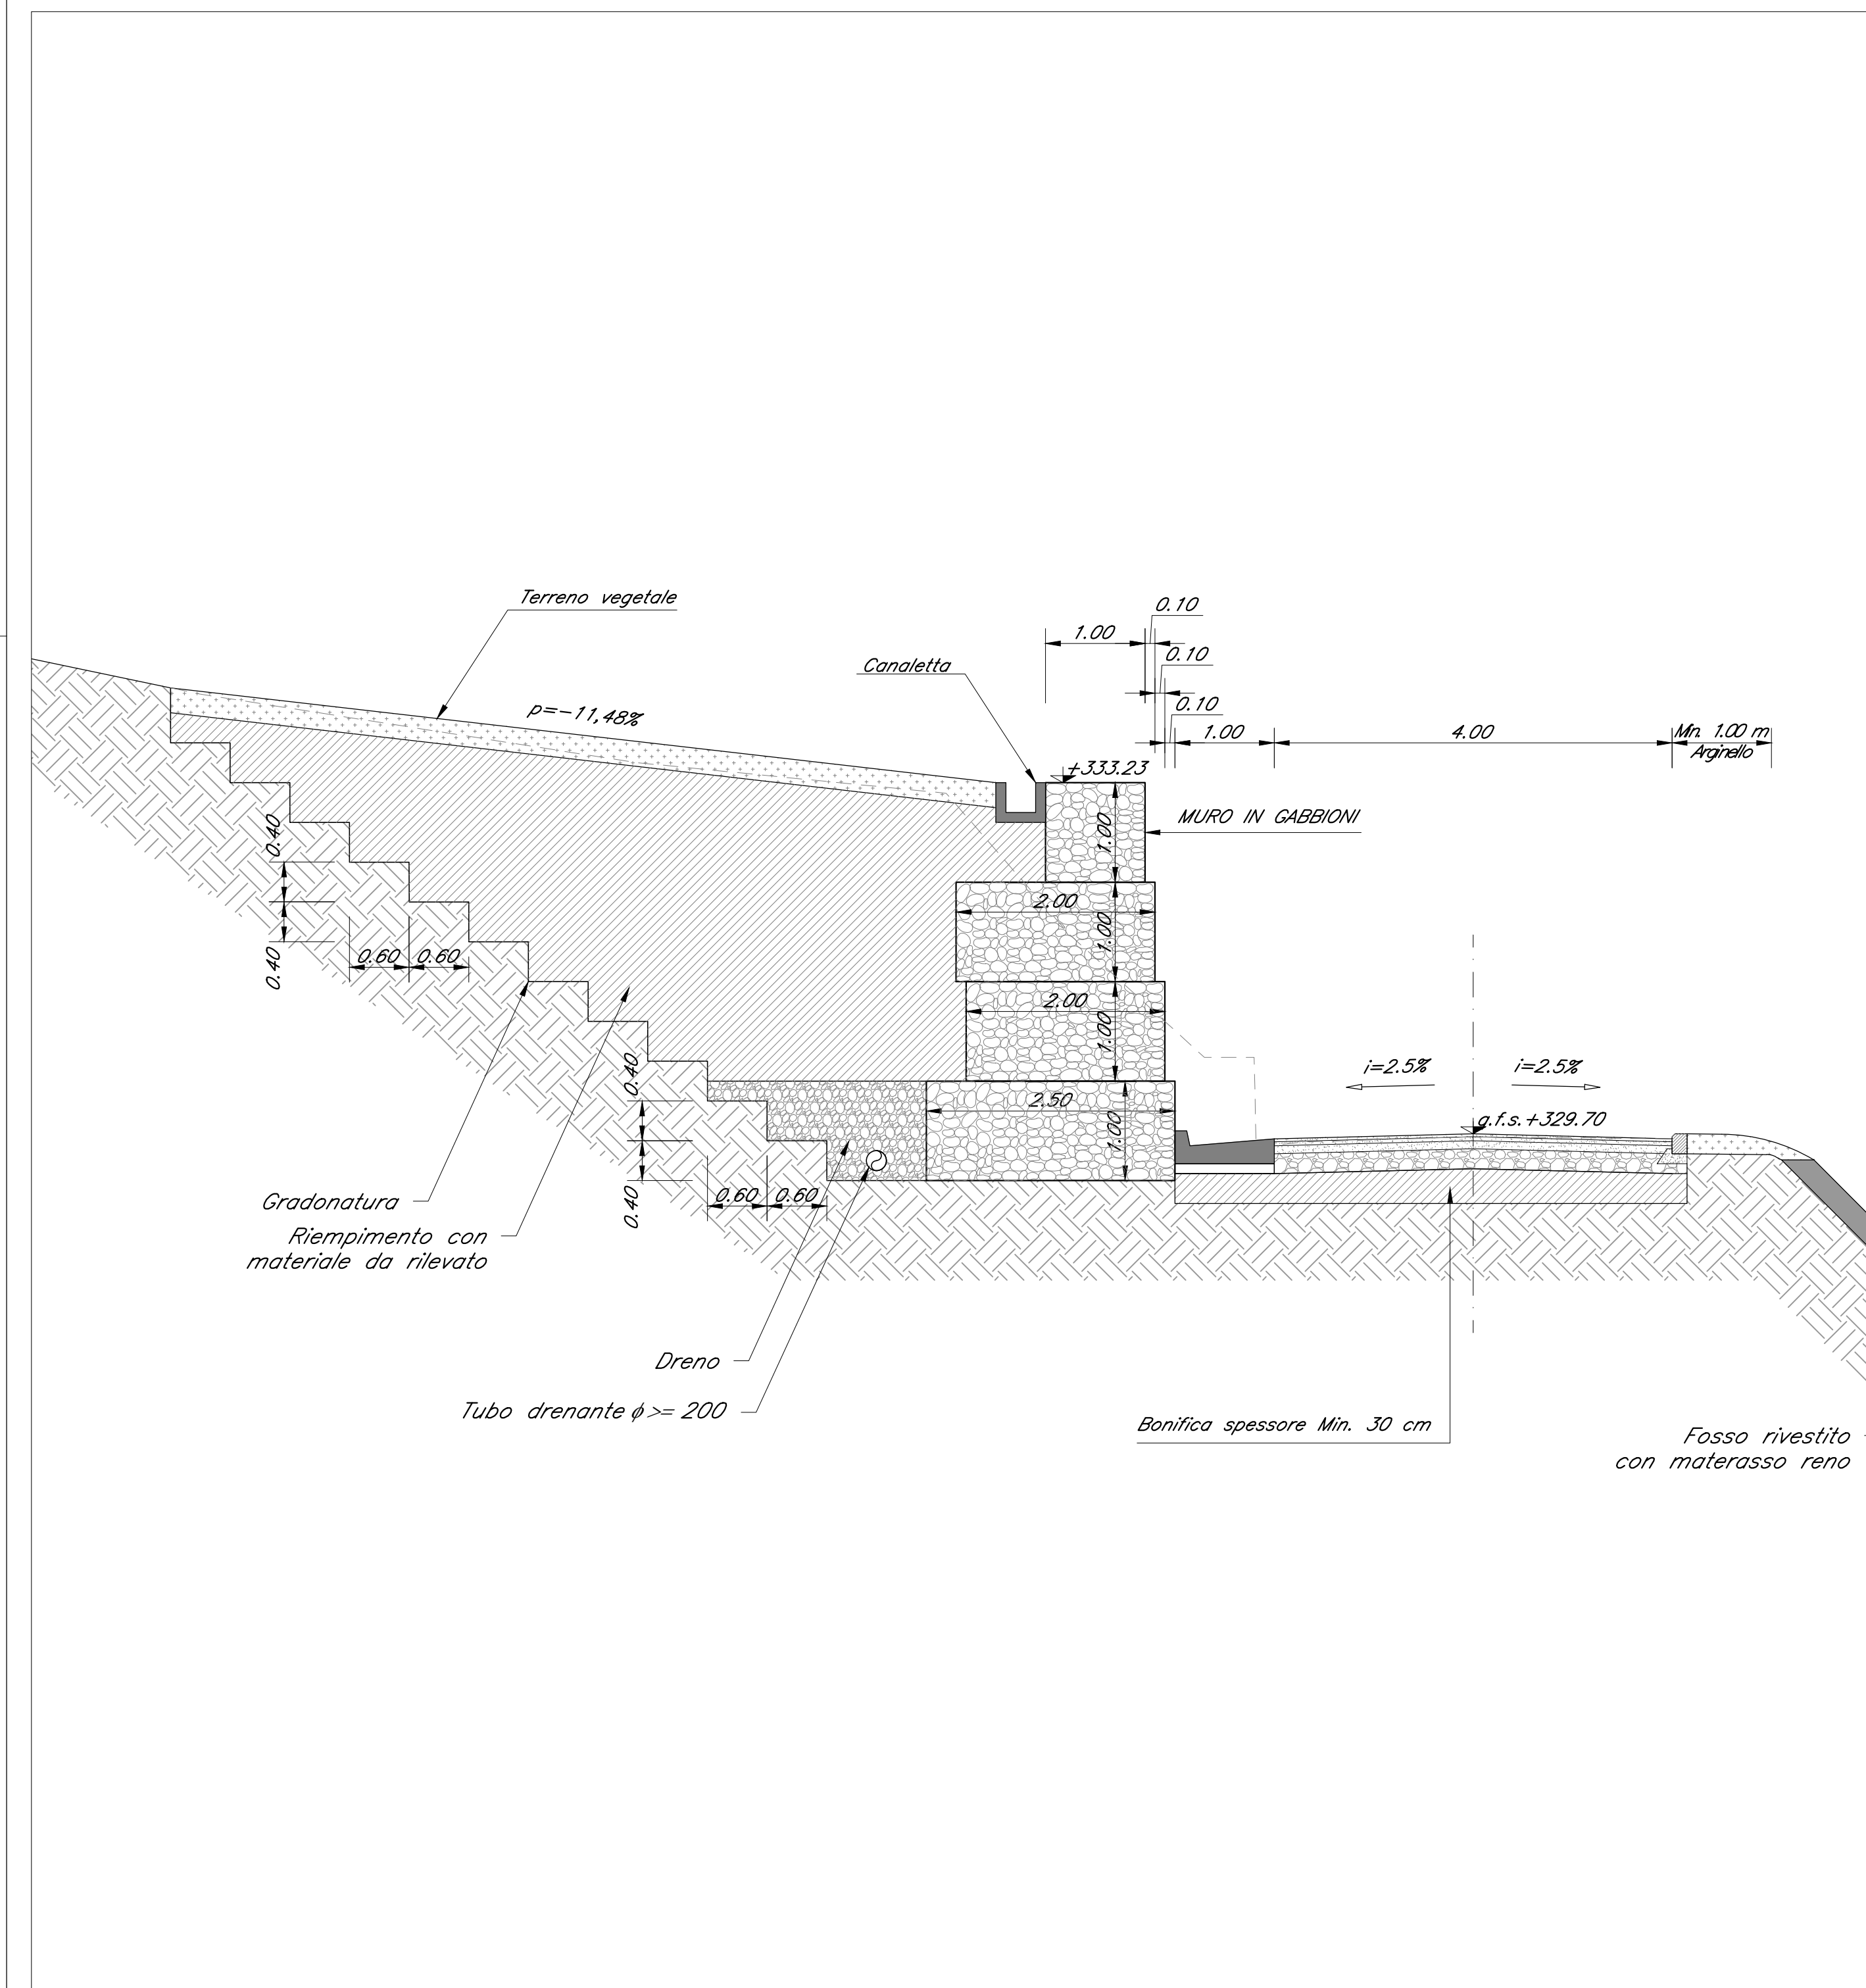 Terreno vegetale
0.10
1.00
0.10
Canaletta
0.10
p=-11,48%
1.00
4.00
Min. 1.00 m
Arginello
+333.23
MURO IN GABBIONI
1.00
0.40
2.00
1.00
0.40
0.60
0.60
2.00
1.00
0.40
i=2.5%
i=2.5%
2.50
1.00
a.f.s.+329.70
0.40
0.60
0.60
Gradonatura
Riempimento con
materiale da rilevato
Dreno
Tubo drenante ϕ >= 200
Bonifica spessore Min. 30 cm
Fosso rivestito
con materasso reno